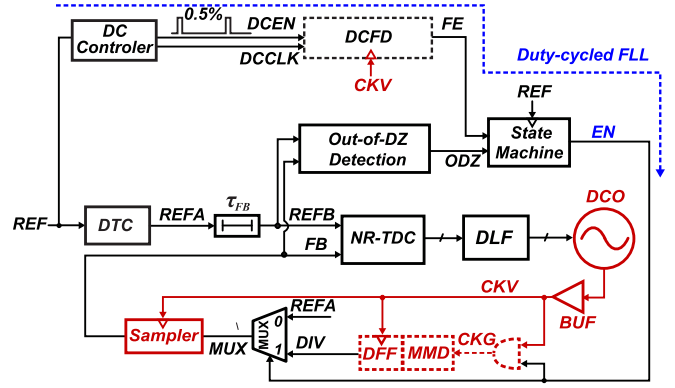 DC
Controler
0.5%
DCEN
DCCLK
DCFD
CKV
FE
Duty-cycled FLL
REF
State
Machine
EN
Out-of-DZ
Detection
ODZ
REF
DTC
REFA
τFB
REFB
FB
NR-TDC
DLF
DCO
CKV
BUF
Sampler
MUX
MUX
0
1
REFA
DIV
DFF
MMD
CKG